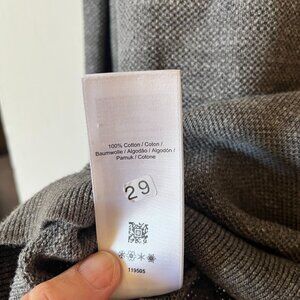 100% Cotton / Coton /
Baumwolle / Algodão / Algodón /
Pamuk / Cotone
29
119505